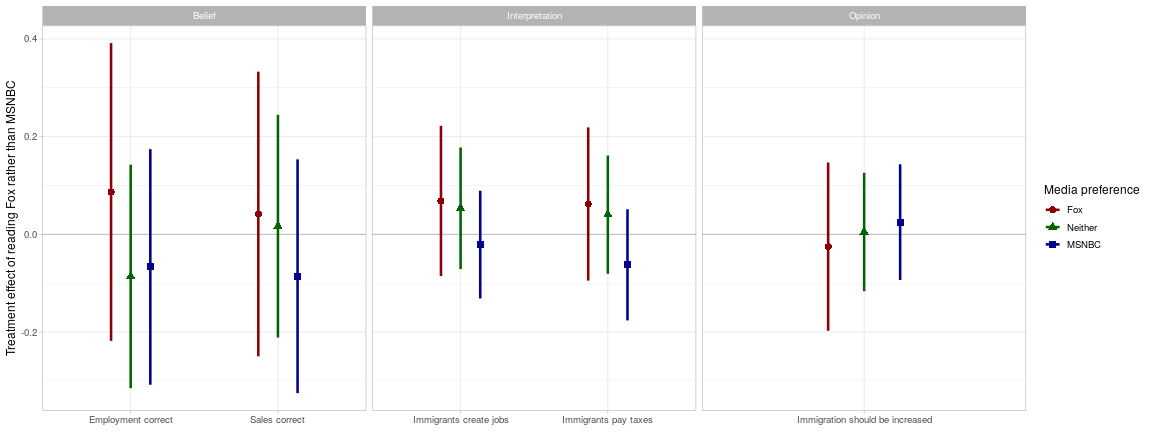 Belief
Interpretation
Opinion
Treatment effect of reading Fox rather than MSNBC
0.4
0.2
0.0
-0.2
Employment correct
Sales correct
Immigrants create jobs
Immigrants pay taxes
Immigration should be increased
Media preference
Fox
Neither
MSNBC